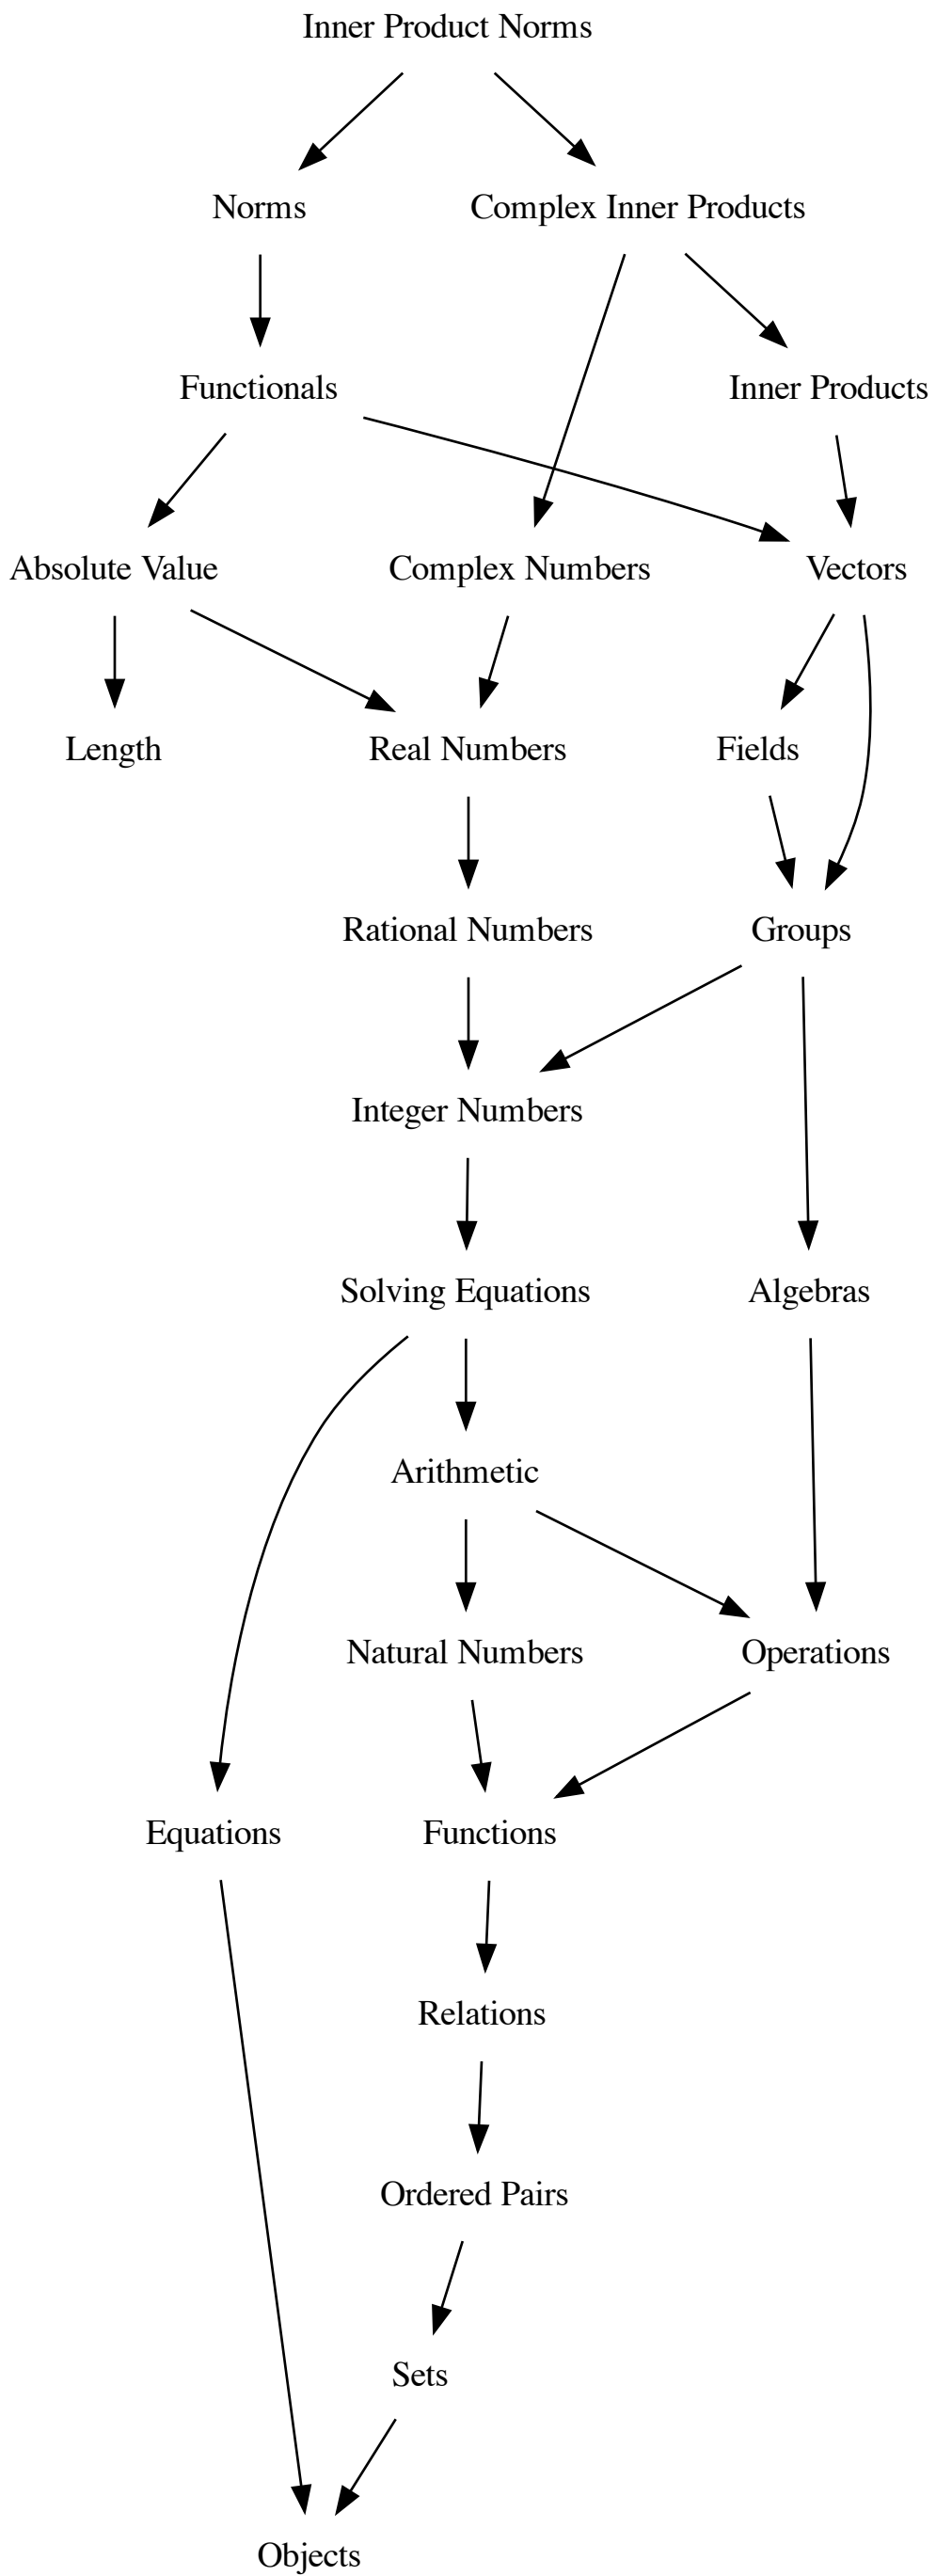 Inner Product Norms
Norms
Complex Inner Products
Functionals
Inner Products
Absolute Value
Complex Numbers
Vectors
Length
Real Numbers
Fields
Rational Numbers
Groups
Integer Numbers
Solving Equations
Algebras
Arithmetic
Natural Numbers
Operations
Equations
Functions
Relations
Ordered Pairs
Sets
Objects